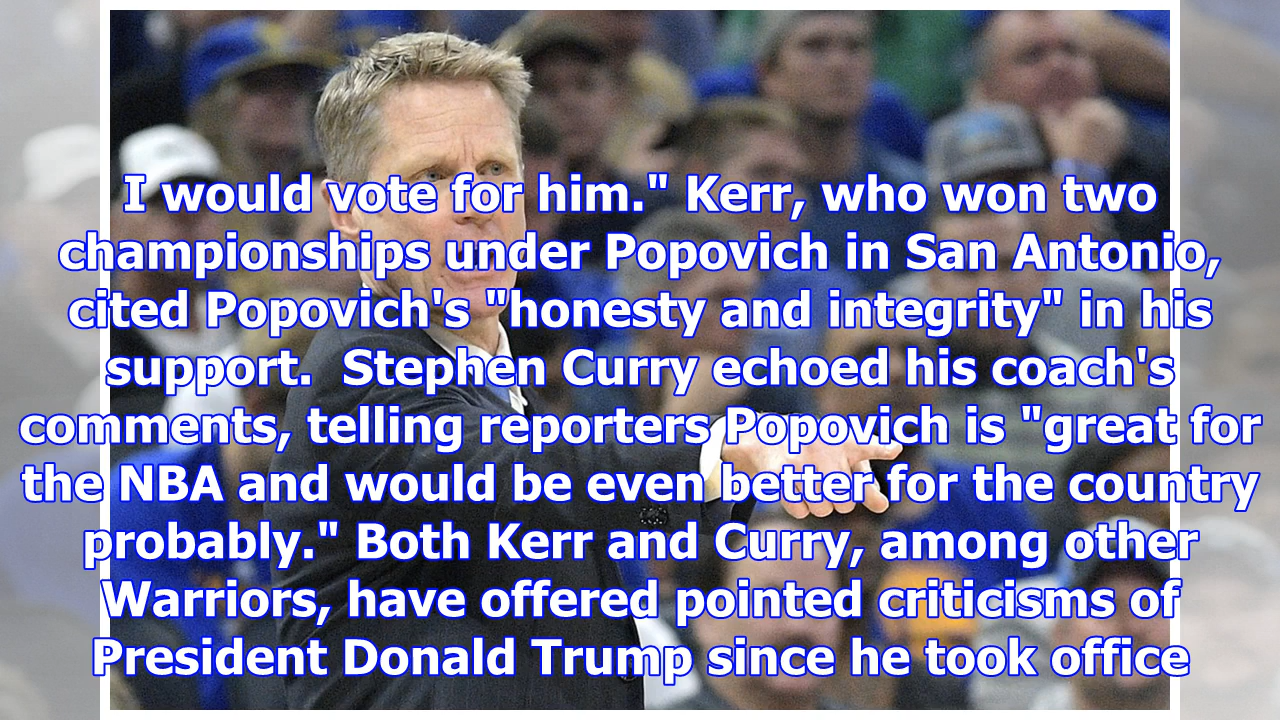 I would vote for him." Kerr, who won two
championships under Popovich in San Antonio,
cited Popovich's "honesty and integrity" in his
support.  Stephen Curry echoed his coach's
comments, telling reporters Popovich is "great for
the NBA and would be even better for the country
probably." Both Kerr and Curry, among other
Warriors, have offered pointed criticisms of
President Donald Trump since he took office